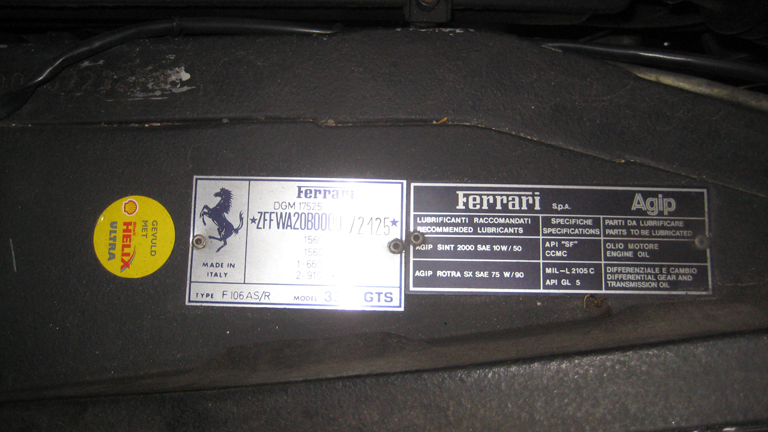 GEVULD
MET
HELIX
ULTRA
Ferrari
DGM 17525
MADE IN
ITALY
TYPE F106AS/R MODEL GTS
Ferrari S.p.A. Agip
LUBRIFICANTI RACCOMANDATI SPECIFICHE PARTI DA LUBRIFICARE
RECOMMENDED LUBRICANTS SPECIFICATIONS PARTS TO BE LUBRICATED
AGIP SINT 2000 SAE 10W/50 API "SF" OLIO MOTORE
CCMC ENGINE OIL
AGIP ROTRA SX SAE 75 W/90 MIL-L2105C DIFFERENZIALE E CAMBIO
API GL 5 DIFFERENTIAL GEAR AND
TRANSMISSION OIL